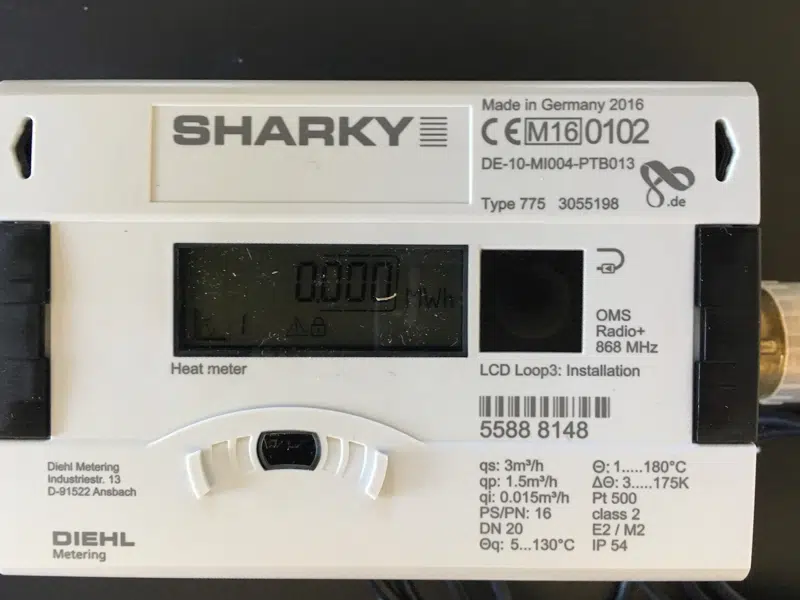 SHARKY
Made in Germany 2016
CE M16 0102
DE-10-MI004-PTB013
.de
Type 775 3055198
0.000 MWh
1
OMS
Radio+
868 MHz
Heat meter
LCD Loop3: Installation
5588 8148
Diehl Metering
Industriestr. 13
D-91522 Ansbach
DIEHL
Metering
qs: 3m³/h
qp: 1.5m³/h
qi: 0.015m³/h
PS/PN: 16
DN 20
Θq: 5...130°C
Θ: 1.....180°C
ΔΘ: 3.....175K
Pt 500
class 2
E2 / M2
IP 54